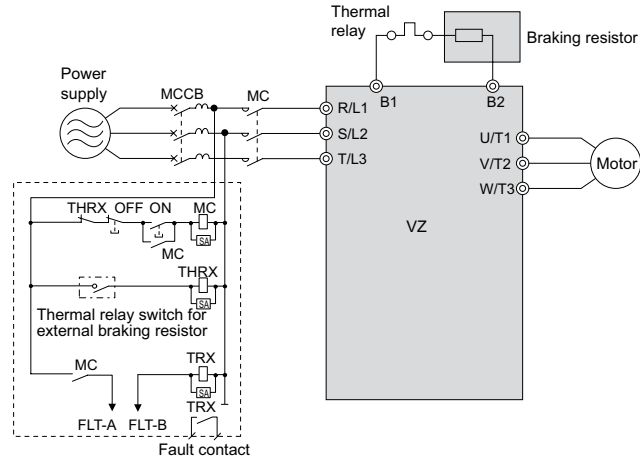 Thermal
relay
Braking resistor
Power
supply
MCCB
MC
B1
B2
R/L1
S/L2
T/L3
U/T1
V/T2
W/T3
Motor
VZ
THRX
OFF
ON
MC
SA
MC
THRX
SA
Thermal relay switch for
external braking resistor
MC
TRX
SA
TRX
FLT-A
FLT-B
Fault contact